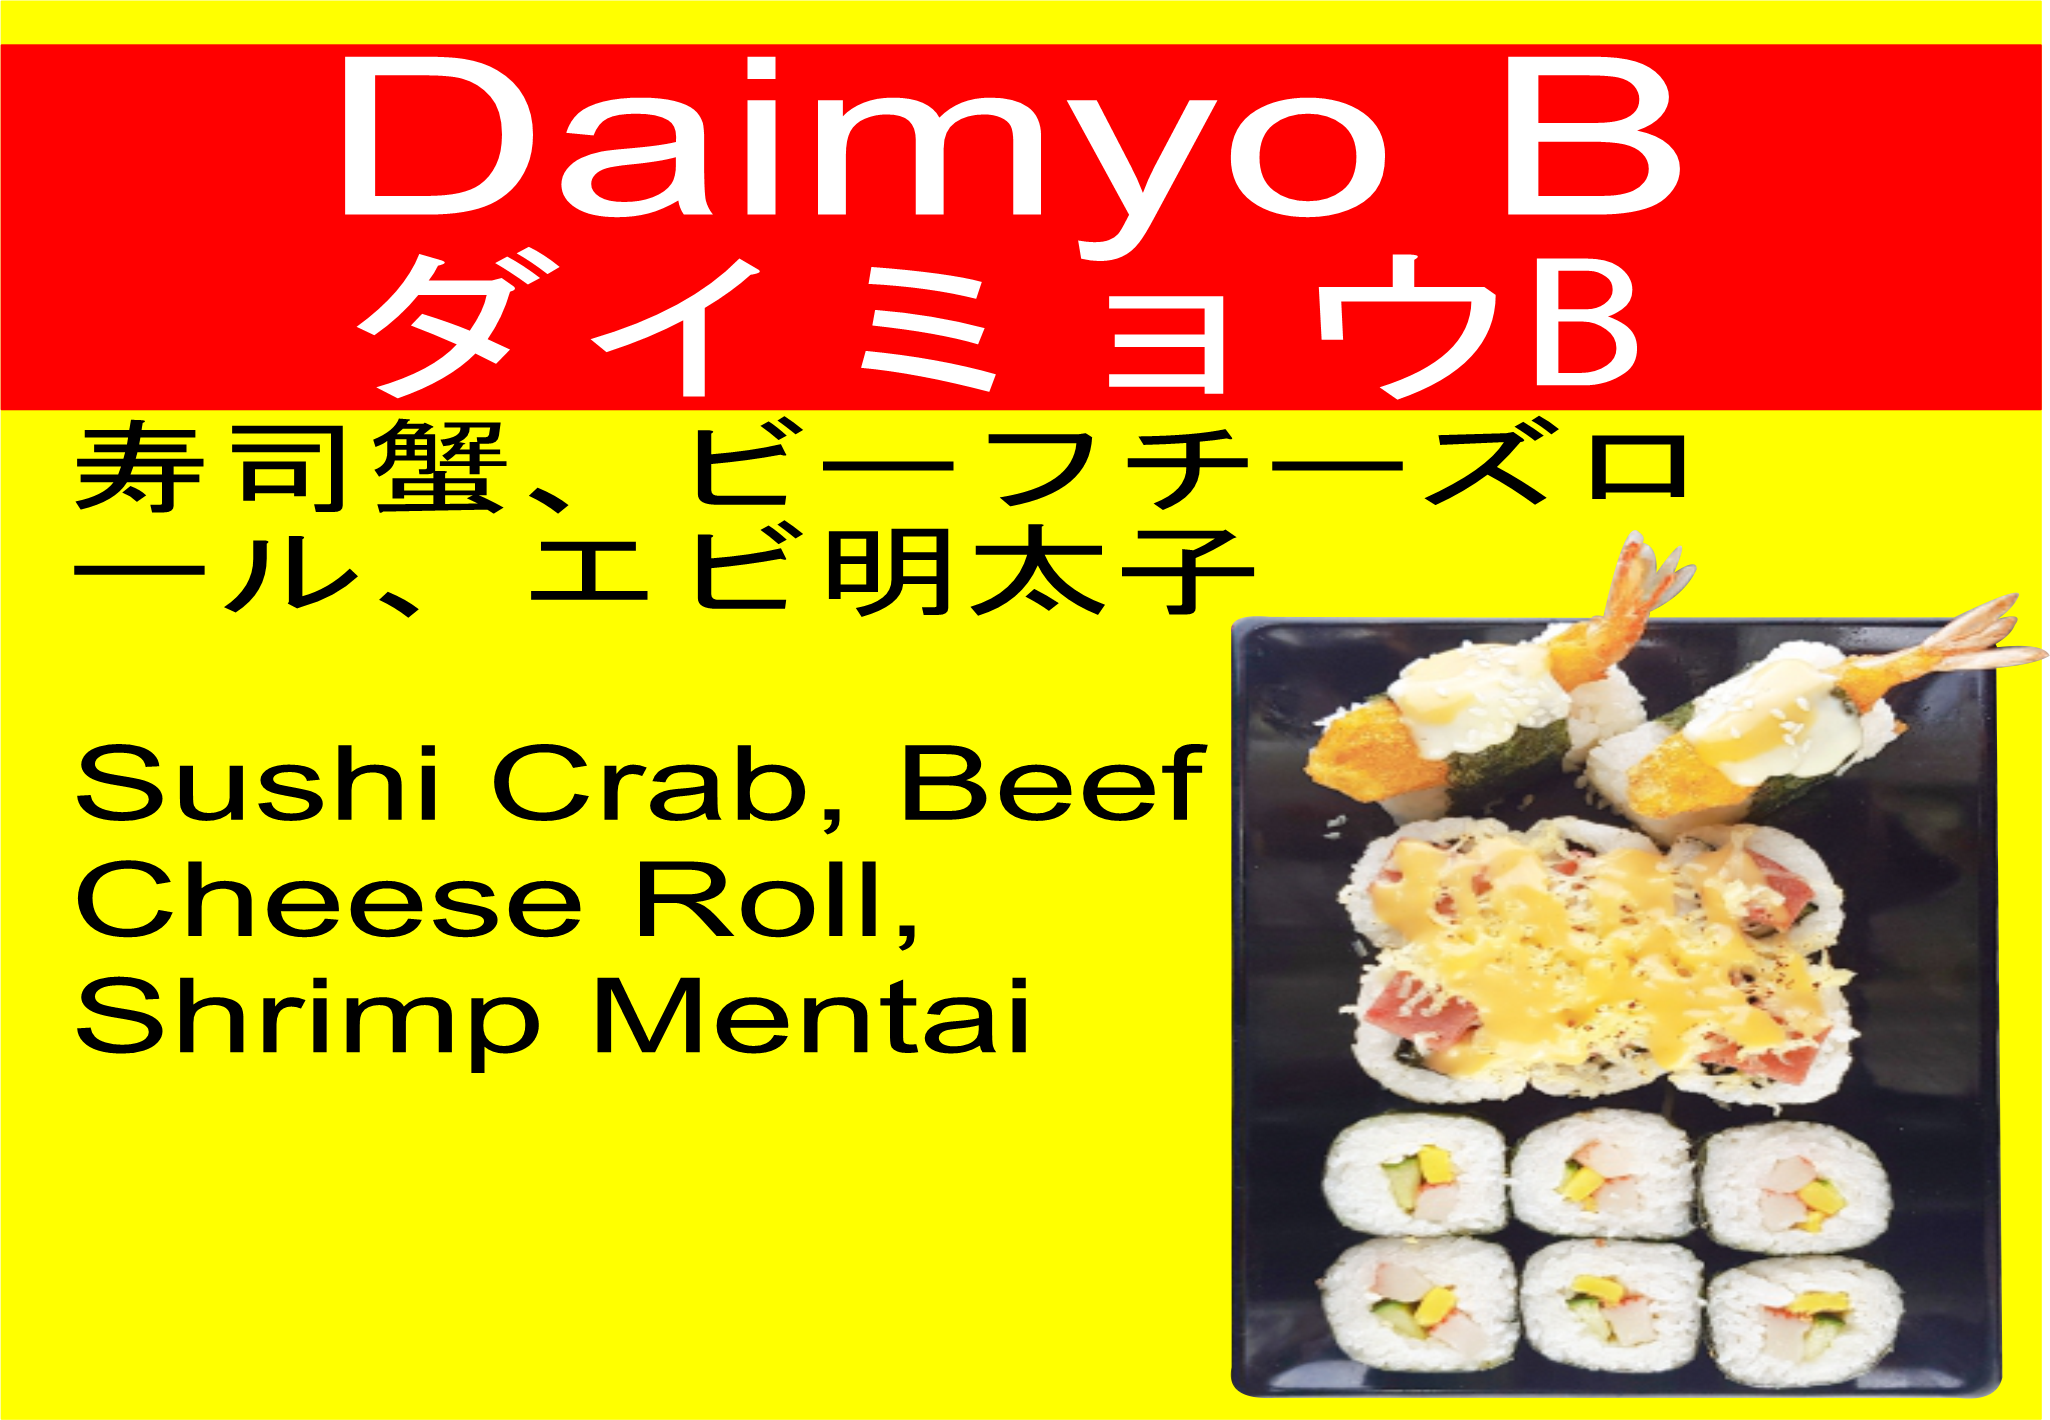 Daimyo B
ダイミョウB
寿司蟹、ビーフチーズロ
ール、エビ明太子
Sushi Crab, Beef
Cheese Roll,
Shrimp Mentai